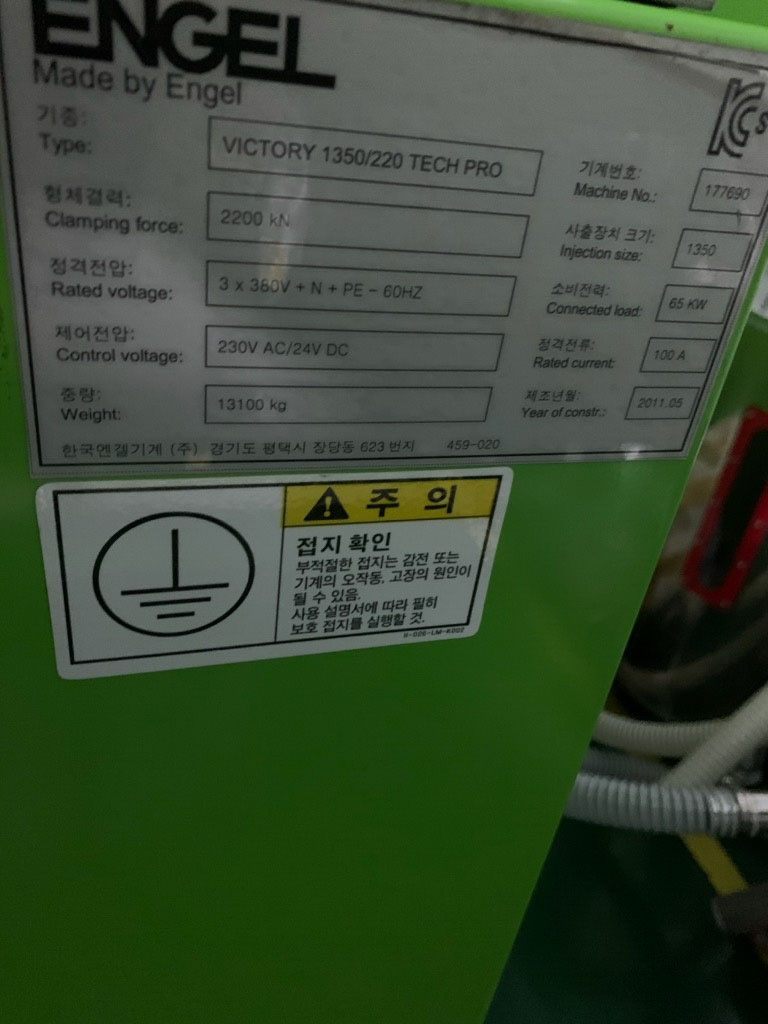 ENGEL
Made by Engel
기종:
Type: VICTORY 1350/220 TECH PRO
형체결력:
Clamping force: 2200 kN
정격전압:
Rated voltage: 3 x 380V + N + PE - 60HZ
제어전압:
Control voltage: 230V AC/24V DC
중량:
Weight: 13100 kg
기계번호:
Machine No.: 177690
사출장치 크기:
Injection size: 1350
소비전력:
Connected load: 65 KW
정격전류:
Rated current: 100 A
제조년월:
Year of constr.: 2011.05
한국엔겔기계 (주) 경기도 평택시 장당동 623 번지 459-020
주 의
접지 확인
부적절한 접지는 감전 또는
기계의 오작동, 고장의 원인이
될 수 있음.
사용 설명서에 따라 필히
보호 접지를 실행할 것.